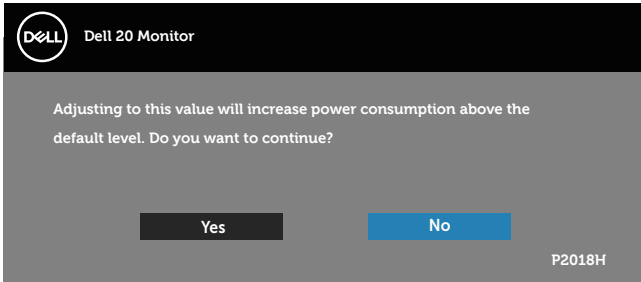 DELL
Dell 20 Monitor
Adjusting to this value will increase power consumption above the
default level. Do you want to continue?
Yes
No
P2018H